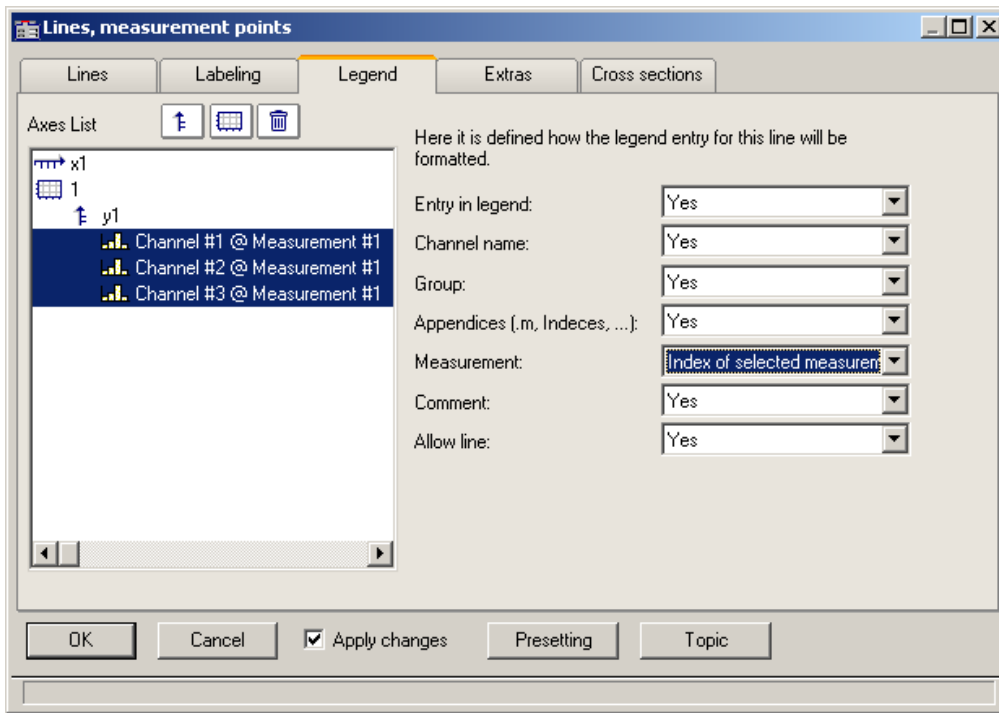 Lines, measurement points
Lines
Labeling
Legend
Extras
Cross sections
Axes List
x1
1
y1
Channel #1 @ Measurement #1
Channel #2 @ Measurement #1
Channel #3 @ Measurement #1
Here it is defined how the legend entry for this line will be
formatted.
Entry in legend: Yes
Channel name: Yes
Group: Yes
Appendices (.m, Indeces, ...): Yes
Measurement: Index of selected measuren
Comment: Yes
Allow line: Yes
OK
Cancel
Apply changes
Presetting
Topic